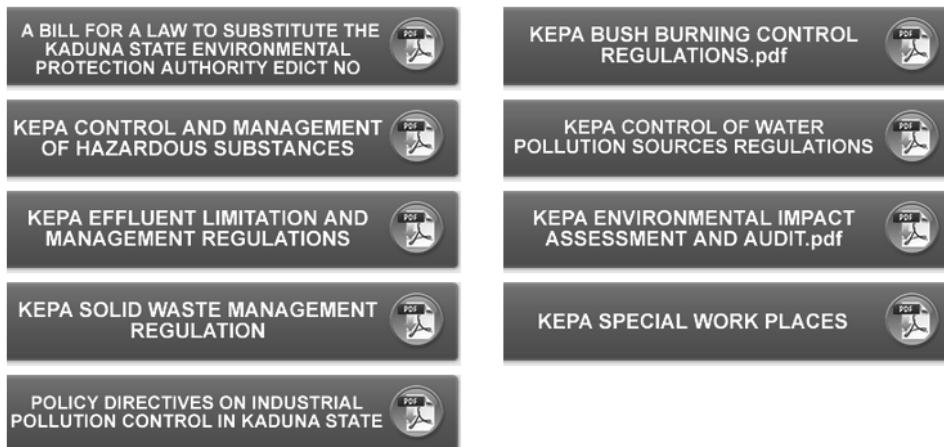 A BILL FOR A LAW TO SUBSTITUTE THE
KADUNA STATE ENVIRONMENTAL
PROTECTION AUTHORITY EDICT NO
PDF
KEPA BUSH BURNING CONTROL
REGULATIONS.pdf
PDF
KEPA CONTROL AND MANAGEMENT
OF HAZARDOUS SUBSTANCES
PDF
KEPA CONTROL OF WATER
POLLUTION SOURCES REGULATIONS
PDF
KEPA EFFLUENT LIMITATION AND
MANAGEMENT REGULATIONS
PDF
KEPA ENVIRONMENTAL IMPACT
ASSESSMENT AND AUDIT.pdf
PDF
KEPA SOLID WASTE MANAGEMENT
REGULATION
PDF
KEPA SPECIAL WORK PLACES
PDF
POLICY DIRECTIVES ON INDUSTRIAL
POLLUTION CONTROL IN KADUNA STATE
PDF